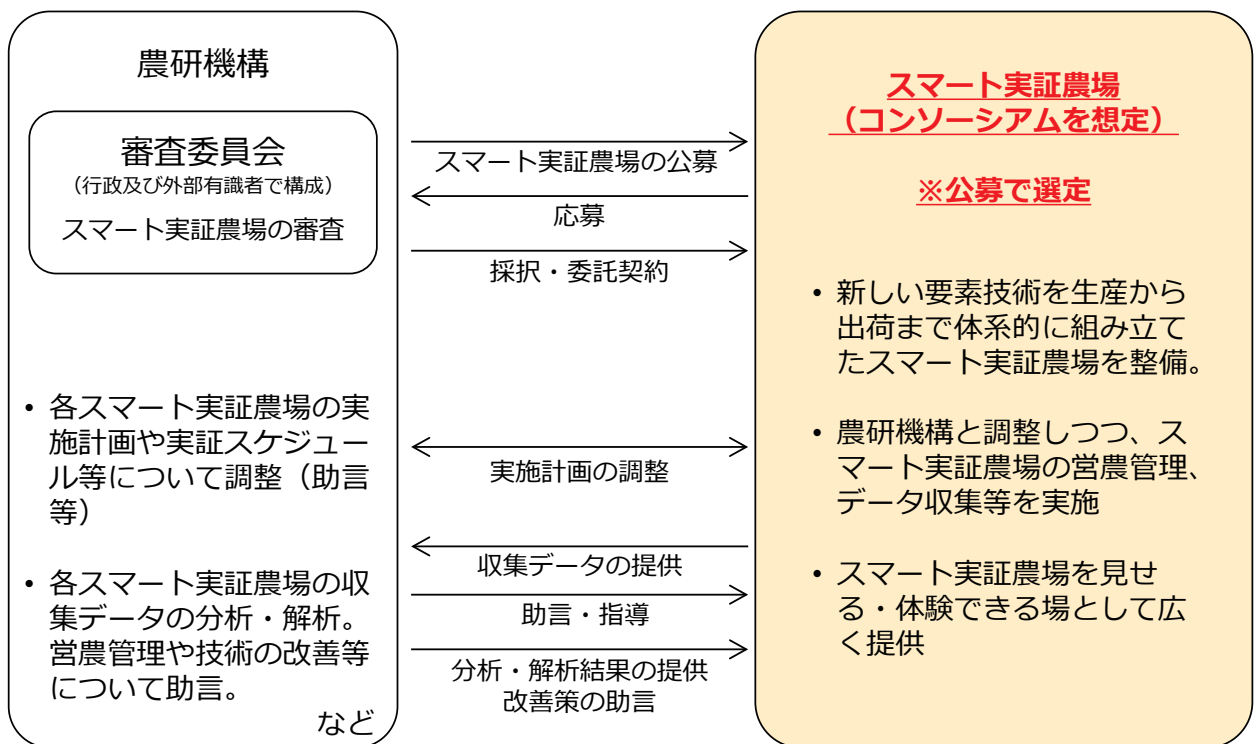 農研機構
審査委員会
(行政及び外部有識者で構成)
スマート実証農場の審査
• 各スマート実証農場の実
施計画や実証スケジュー
ル等について調整（助言
等）
• 各スマート実証農場の収
集データの分析・解析。
営農管理や技術の改善等
について助言。
など
スマート実証農場の公募
応募
採択・委託契約
実施計画の調整
収集データの提供
助言・指導
分析・解析結果の提供
改善策の助言
スマート実証農場
（コンソーシアムを想定）
※公募で選定
• 新しい要素技術を生産から
出荷まで体系的に組み立て
たスマート実証農場を整備。
• 農研機構と調整しつつ、ス
マート実証農場の営農管理、
データ収集等を実施
• スマート実証農場を見せ
る・体験できる場として広
く提供